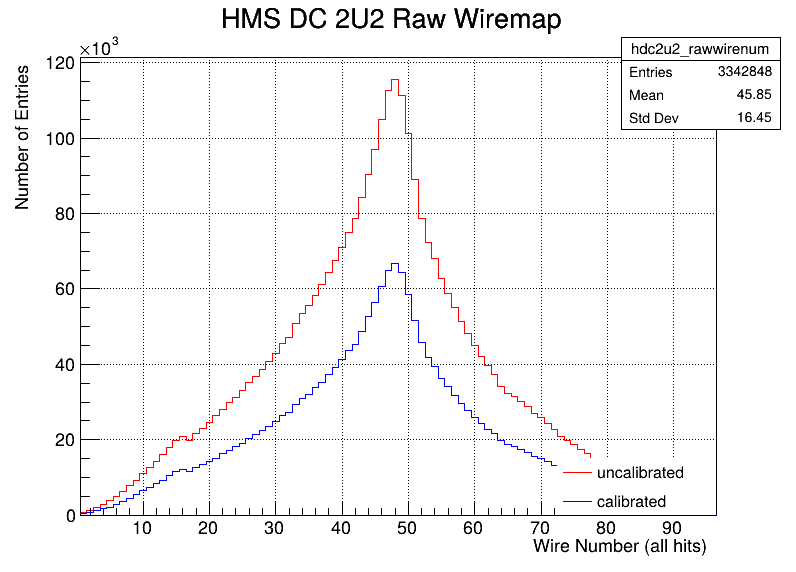 HMS DC 2U2 Raw Wiremap
×10³
hdc2u2_rawwirenum
Entries 3342848
Mean 45.85
Std Dev 16.45
Number of Entries
120
100
80
60
40
20
0
uncalibrated
calibrated
10 20 30 40 50 60 70 80 90
Wire Number (all hits)